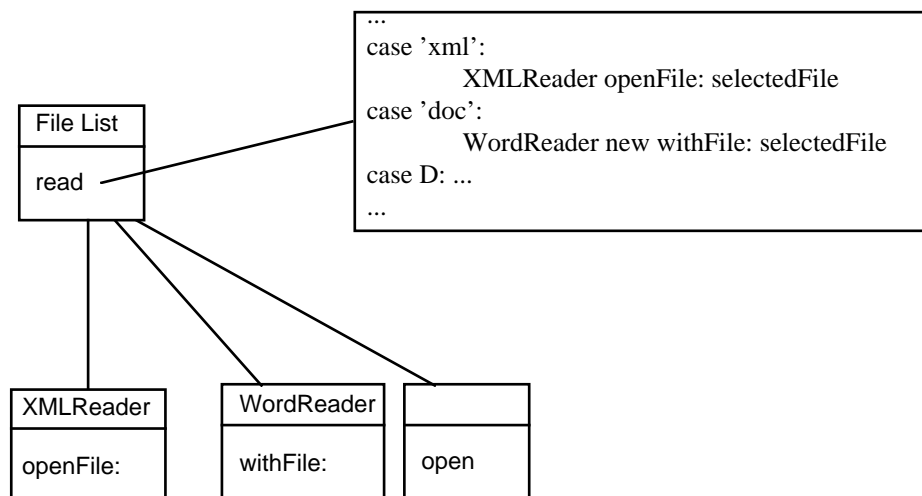 ...
case ’xml’:
XMLReader openFile: selectedFile
case ’doc’:
WordReader new withFile: selectedFile
case D: ...
...
File List
read
XMLReader
openFile:
WordReader
withFile:
open